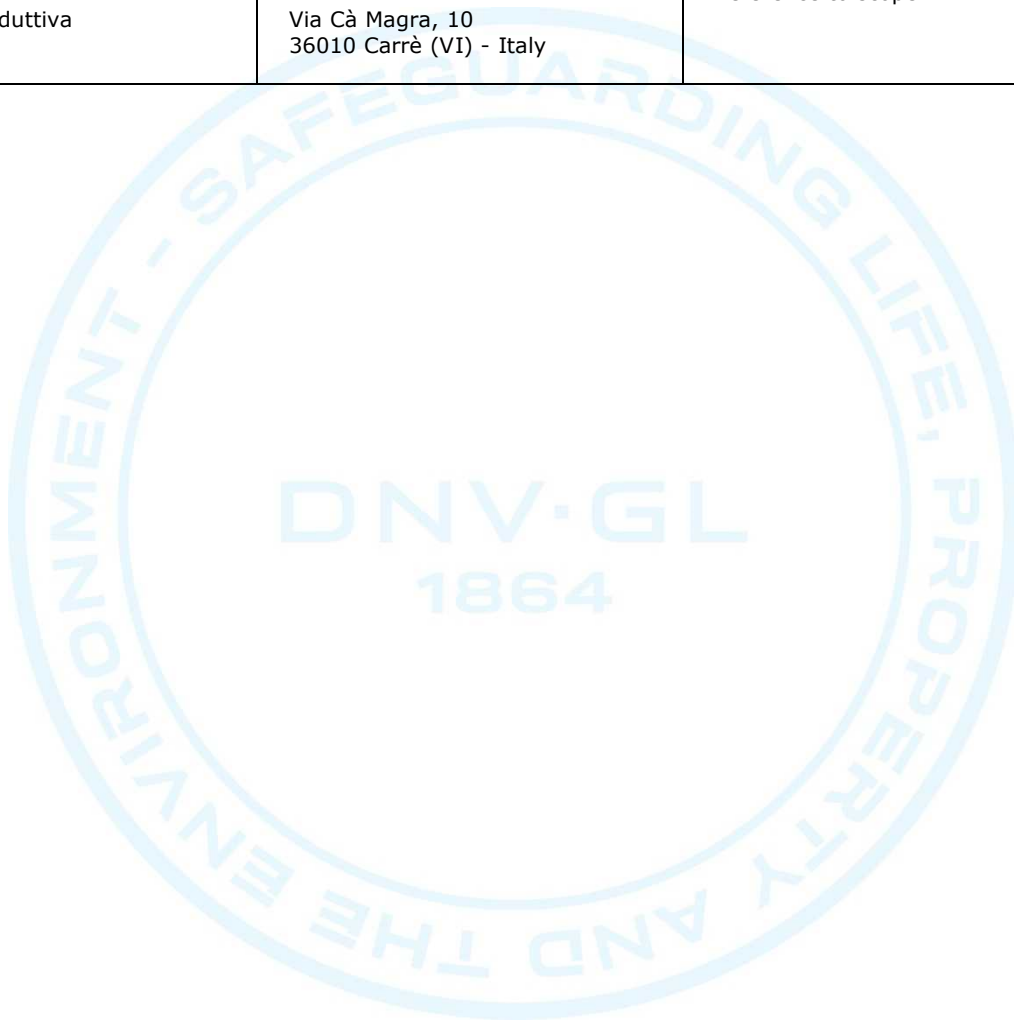 duttiva
Via Cà Magra, 10
36010 Carrè (VI) - Italy
SAFEGUARDING LIFE, PROPERTY AND THE ENVIRONMENT -
DNV·GL
1864